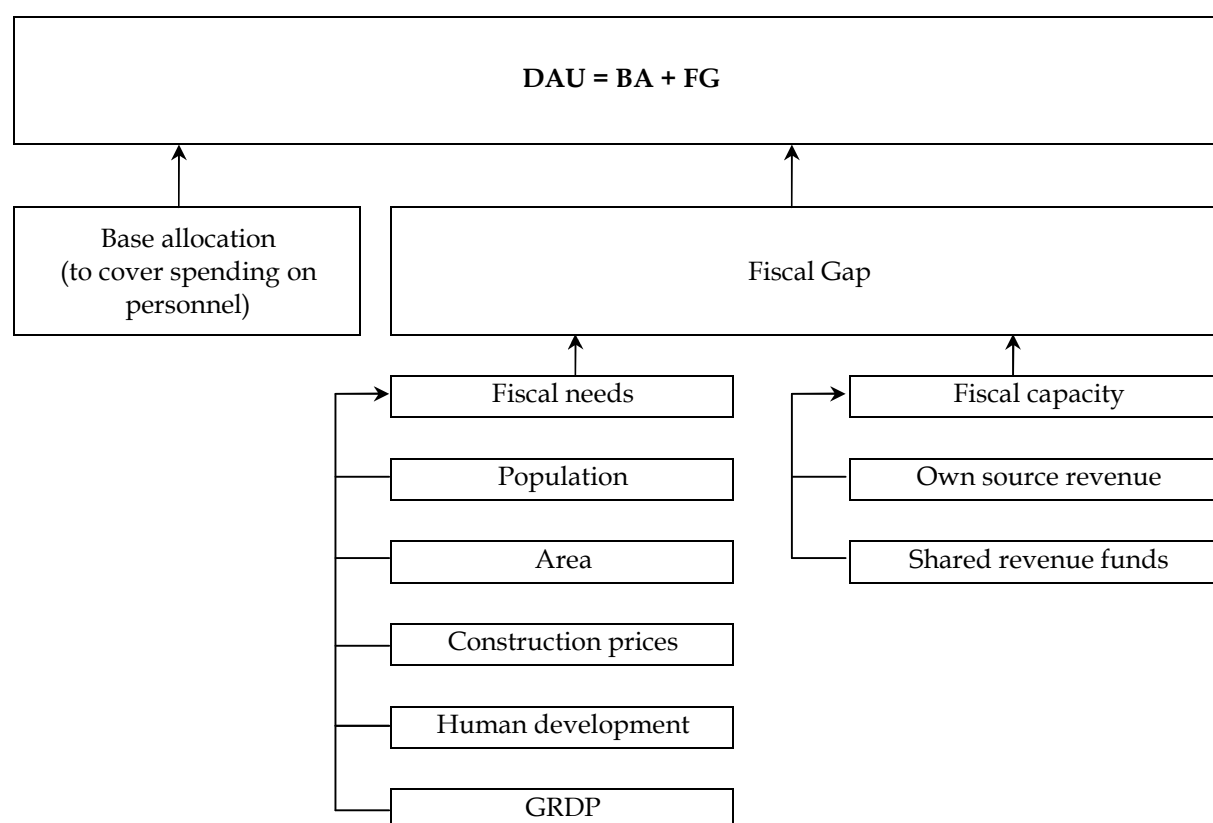 DAU = BA + FG
Base allocation
(to cover spending on
personnel)
Fiscal Gap
Fiscal needs
Fiscal capacity
Population
Own source revenue
Area
Shared revenue funds
Construction prices
Human development
GRDP